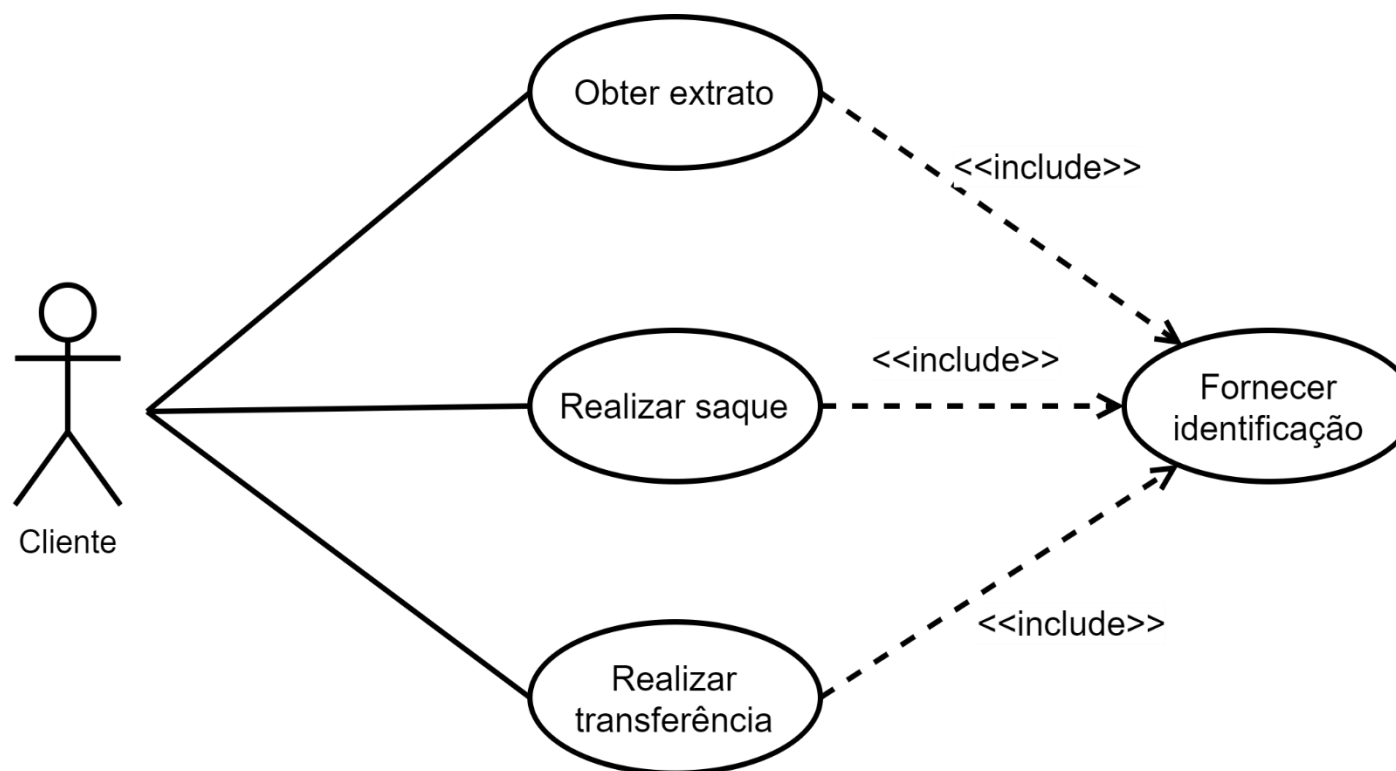 Obter extrato
<<include>>
<<include>>
Realizar saque
Fornecer
identificação
Cliente
<<include>>
Realizar
transferência